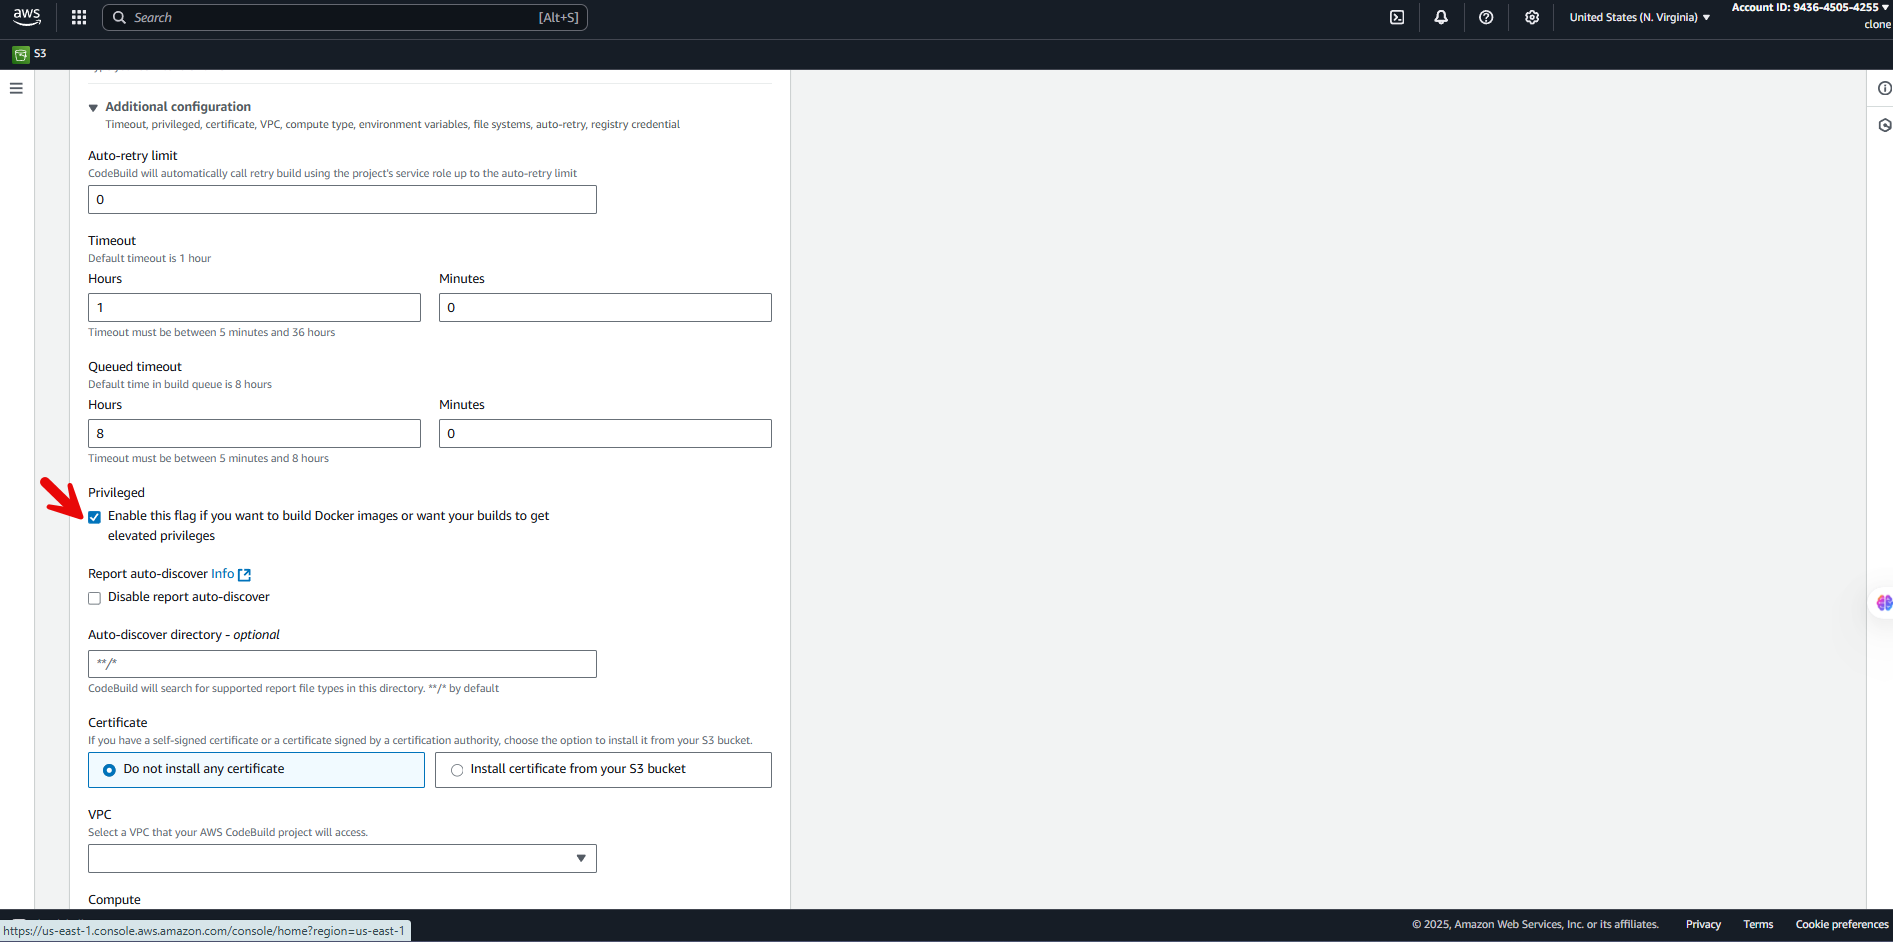 aws
Search
[Alt+S]
United States (N. Virginia)
Account ID: 9436-4505-4255
clone
S3
Additional configuration
Timeout, privileged, certificate, VPC, compute type, environment variables, file systems, auto-retry, registry credential
Auto-retry limit
CodeBuild will automatically call retry build using the project's service role up to the auto-retry limit
0
Timeout
Default timeout is 1 hour
Hours
Minutes
1
0
Timeout must be between 5 minutes and 36 hours
Queued timeout
Default time in build queue is 8 hours
Hours
Minutes
8
0
Timeout must be between 5 minutes and 8 hours
Privileged
Enable this flag if you want to build Docker images or want your builds to get
elevated privileges
Report auto-discover Info
Disable report auto-discover
Auto-discover directory - optional
**/*
CodeBuild will search for supported report file types in this directory. **/* by default
Certificate
If you have a self-signed certificate or a certificate signed by a certification authority, choose the option to install it from your S3 bucket.
Do not install any certificate
Install certificate from your S3 bucket
VPC
Select a VPC that your AWS CodeBuild project will access.
Compute
© 2025, Amazon Web Services, Inc. or its affiliates.
Privacy
Terms
Cookie preferences
https://us-east-1.console.aws.amazon.com/console/home?region=us-east-1